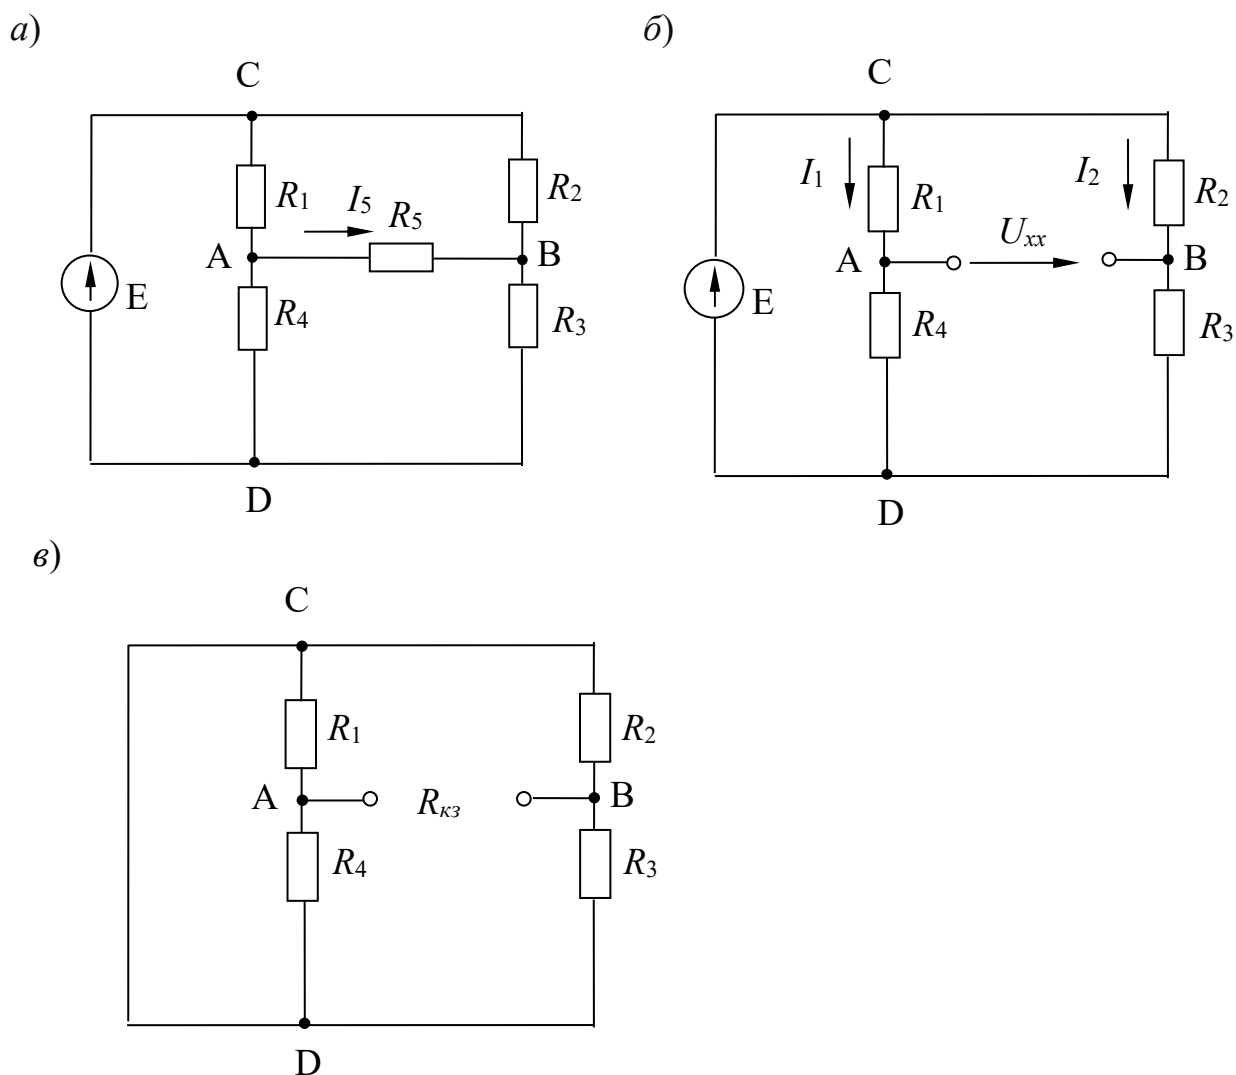 а) б)
C C
R1 I5 R5 R2 I1 R1 I2 R2
A B A Uxx B
E R4 R3 E R4 R3
D D
в)
C
R1 R2
A Rкз B
R4 R3
D